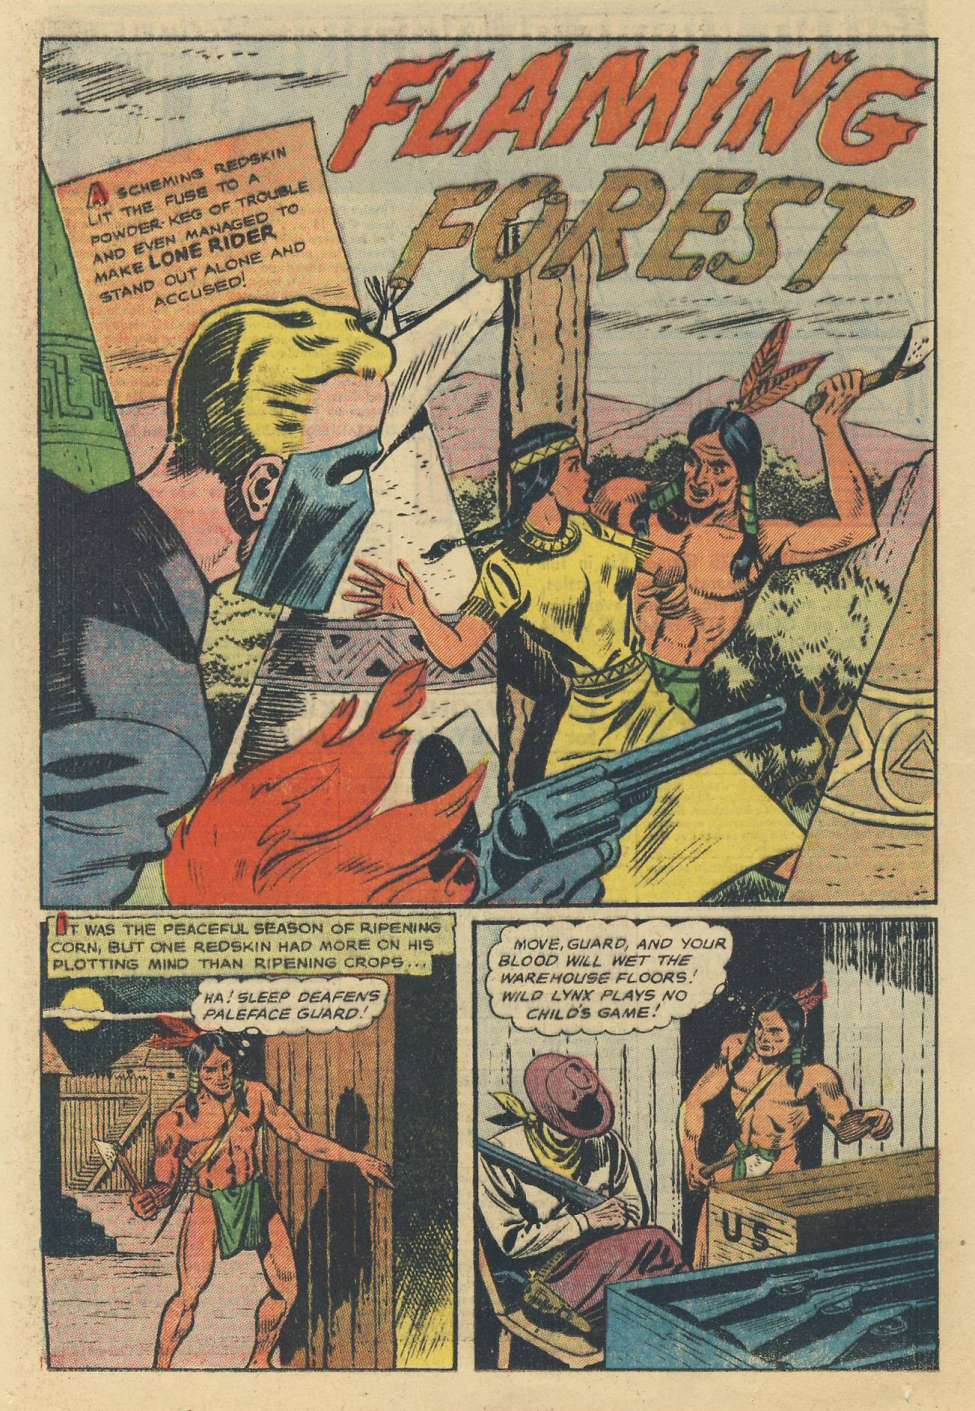 FLAMING
FOREST
A SCHEMING REDSKIN
LIT THE FUSE TO A
POWDER-KEG OF TROUBLE
AND EVEN MANAGED TO
MAKE LONE RIDER
STAND OUT ALONE AND
ACCUSED!
IT WAS THE PEACEFUL SEASON OF RIPENING
CORN, BUT ONE REDSKIN HAD MORE ON HIS
PLOTTING MIND THAN RIPENING CROPS...
HA! SLEEP DEAFENS
PALEFACE GUARD!
MOVE, GUARD, AND YOUR
BLOOD WILL WET THE
WAREHOUSE FLOORS!
WILD LYNX PLAYS NO
CHILD'S GAME!
US